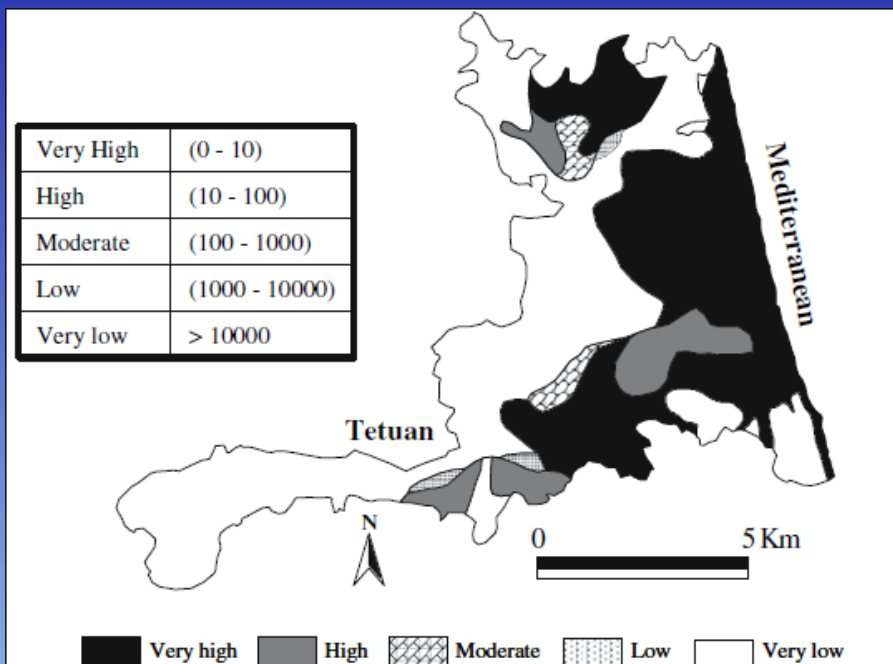 Very High (0 - 10)
High (10 - 100)
Moderate (100 - 1000)
Low (1000 - 10000)
Very low > 10000
Mediterranean
Tetuan
N
0 5 Km
Very high High Moderate Low Very low